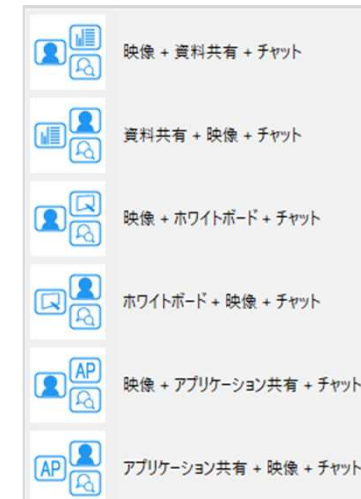 映像 + 資料共有 + チャット
資料共有 + 映像 + チャット
映像 + ホワイトボード + チャット
ホワイトボード + 映像 + チャット
AP
映像 + アプリケーション共有 + チャット
AP
アプリケーション共有 + 映像 + チャット